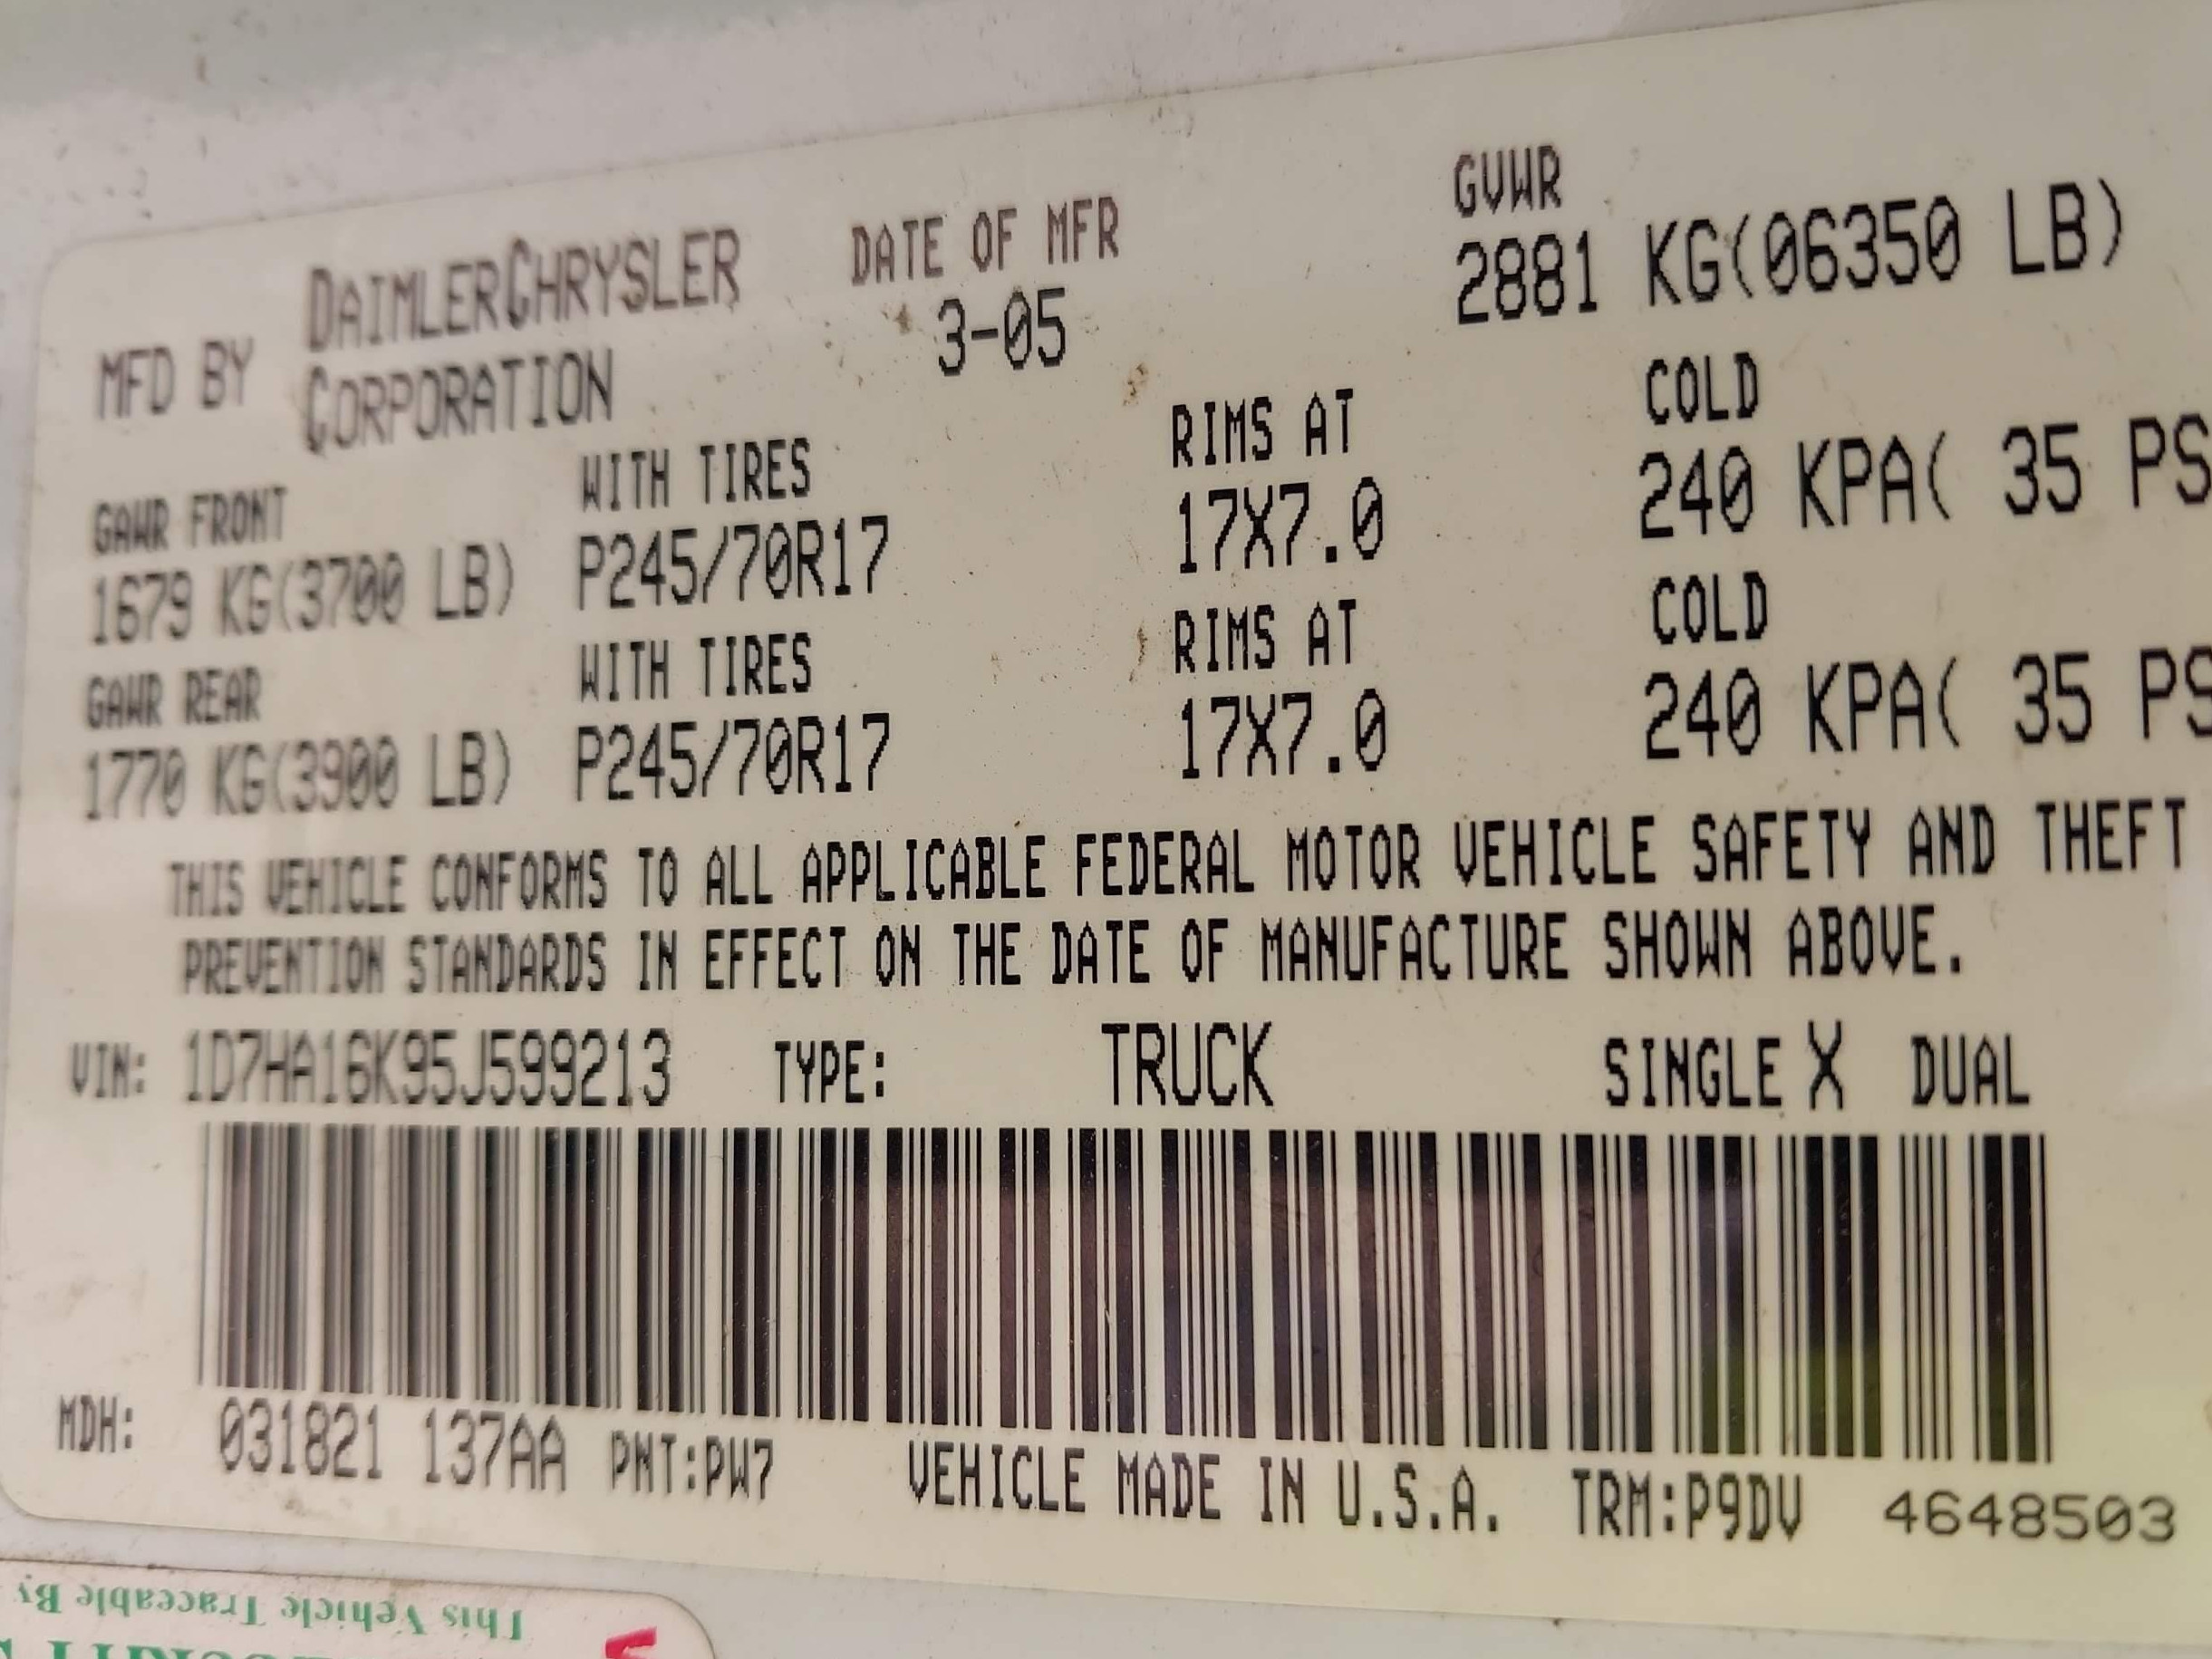 MFD BY DAIMLERCHRYSLER CORPORATION
DATE OF MFR
3-05
GVWR
2881 KG(06350 LB)
GAWR FRONT WITH TIRES RIMS AT COLD
1679 KG(3700 LB) P245/70R17 17X7.0 240 KPA( 35 PS
GAWR REAR WITH TIRES RIMS AT COLD
1770 KG(3900 LB) P245/70R17 17X7.0 240 KPA( 35 PS
THIS VEHICLE CONFORMS TO ALL APPLICABLE FEDERAL MOTOR VEHICLE SAFETY AND THEFT
PREVENTION STANDARDS IN EFFECT ON THE DATE OF MANUFACTURE SHOWN ABOVE.
VIN: 1D7HA16K95J599213 TYPE: TRUCK SINGLE X DUAL
MDH: 031821 137AA PNT:PW7 VEHICLE MADE IN U.S.A. TRM:P9DV 4648503
This Vehicle Traceable By